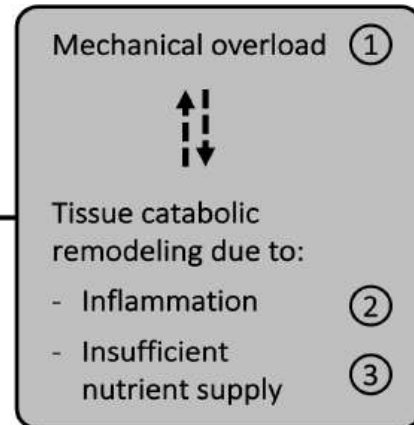 Mechanical overload ①
Tissue catabolic
remodeling due to:
- Inflammation ②
- Insufficient
nutrient supply ③